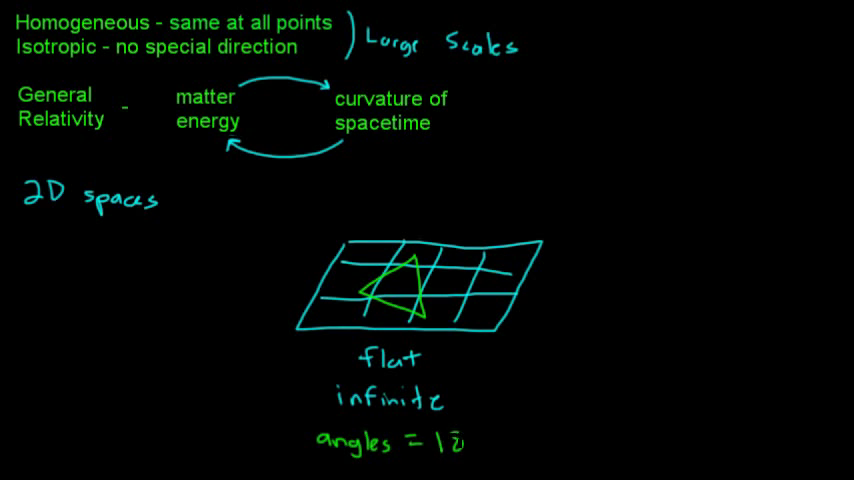 Homogeneous - same at all points
Isotropic - no special direction
Large Scales
General Relativity - matter energy
curvature of spacetime
2D spaces
flat
infinite
angles = 18